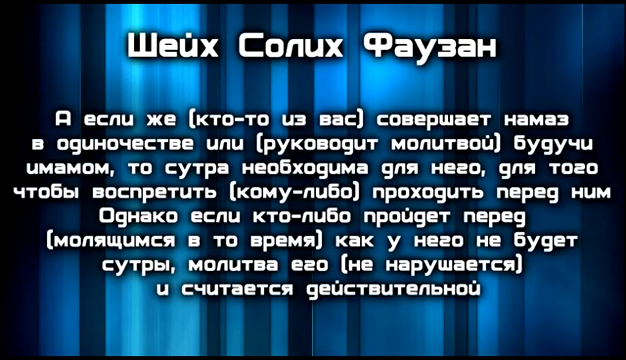 Шейх Солих Фаузан
А если же (кто-то из вас) совершает намаз
в одиночестве или (руководит молитвой) будучи
имамом, то сутра необходима для него, для того
чтобы воспретить (кому-либо) проходить перед ним
Однако если кто-либо пройдет перед
(молящимся в то время) как у него не будет
сутры, молитва его (не нарушается)
и считается действительной